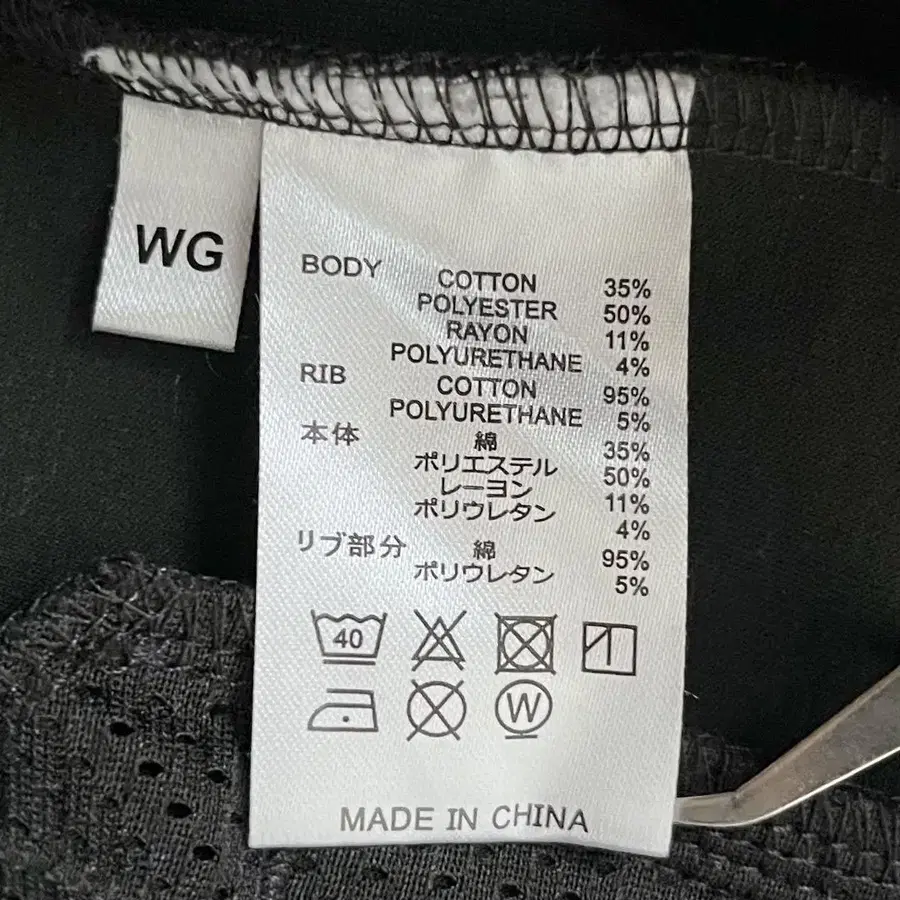 WG
BODY COTTON 35%
POLYESTER 50%
RAYON 11%
POLYURETHANE 4%
RIB COTTON 95%
POLYURETHANE 5%
本体 綿 35%
ポリエステル 50%
レーヨン 11%
ポリウレタン 4%
リブ部分 綿 95%
ポリウレタン 5%
40
W
MADE IN CHINA